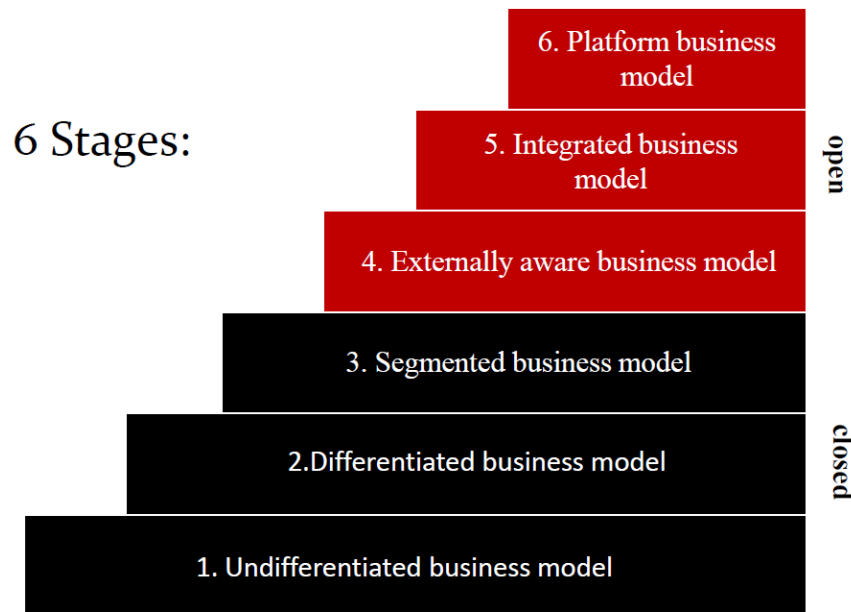 6. Platform business
model
6 Stages:
5. Integrated business
model
open
4. Externally aware business model
3. Segmented business model
closed
2.Differentiated business model
1. Undifferentiated business model